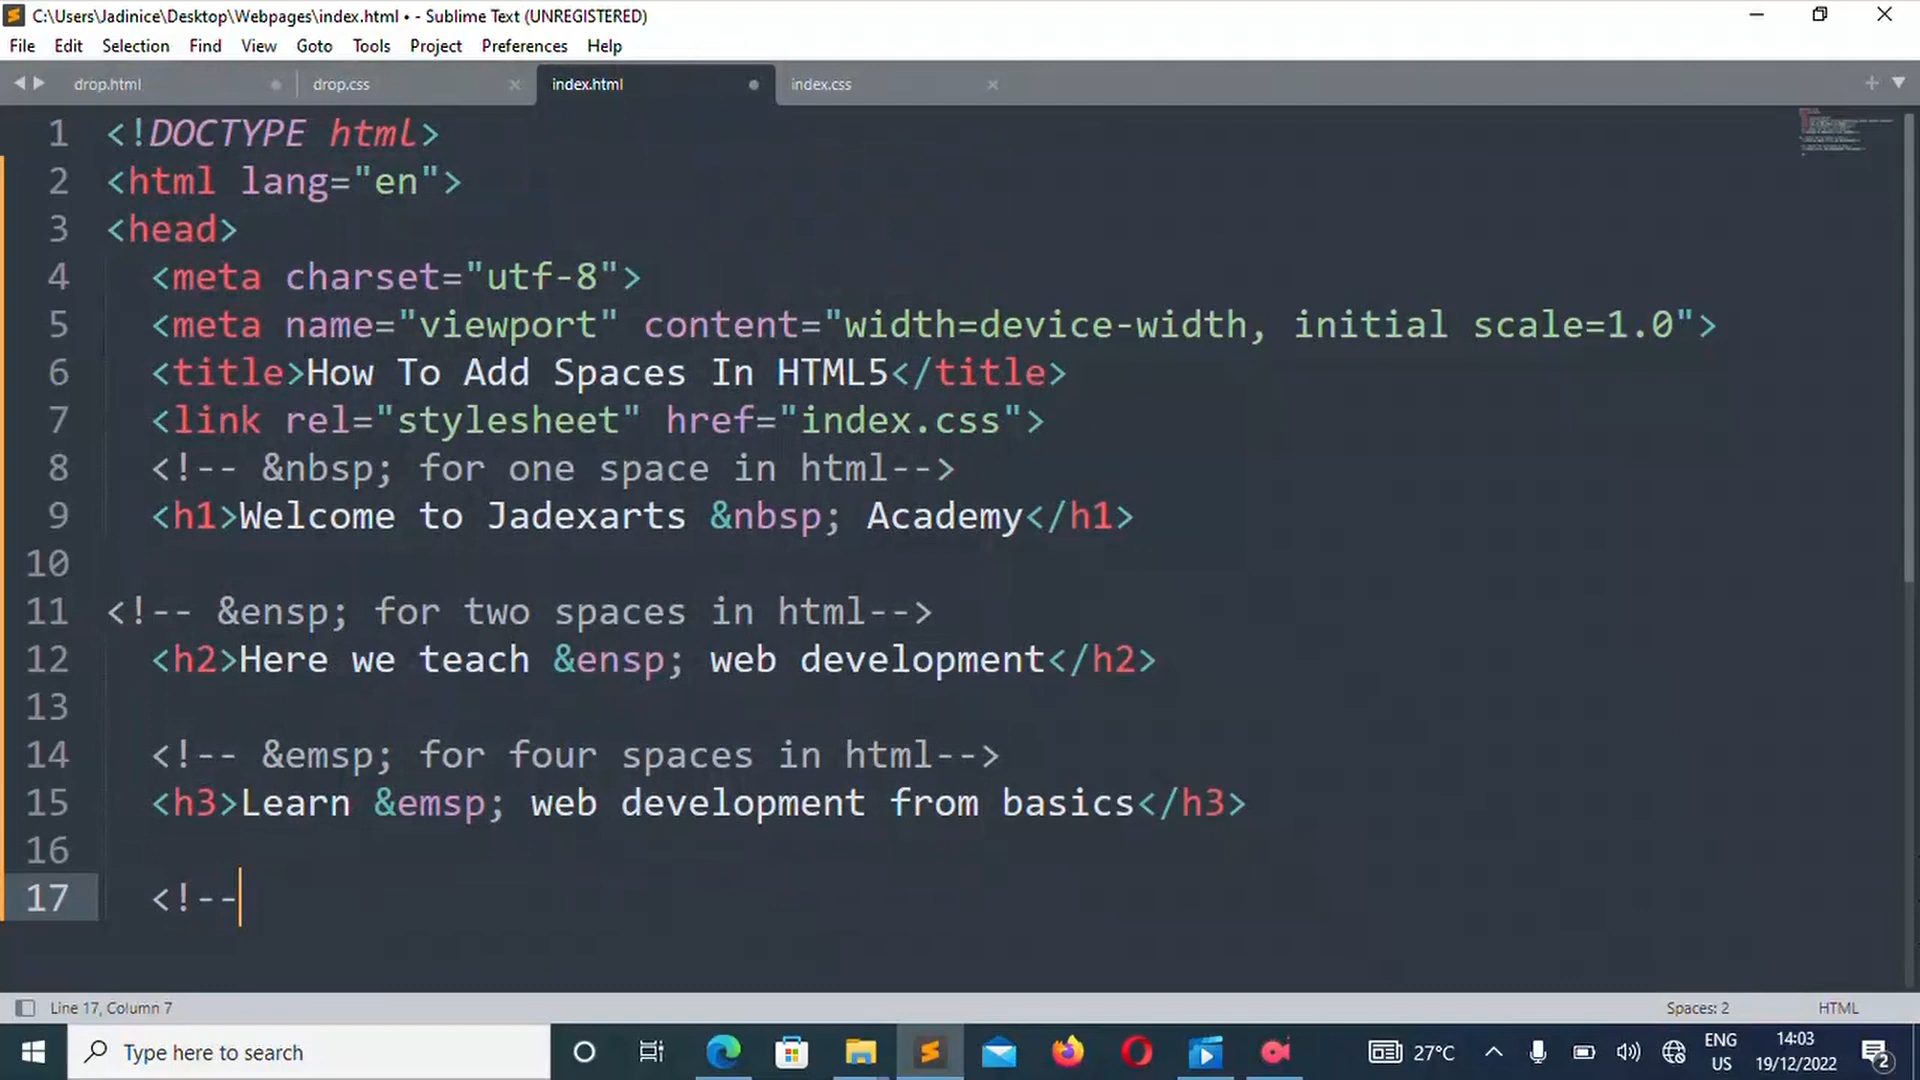 C:\Users\Jadinice\Desktop\Webpages\index.html • - Sublime Text (UNREGISTERED)
File Edit Selection Find View Goto Tools Project Preferences Help
drop.html drop.css index.html index.css
1 <!DOCTYPE html>
2 <html lang="en">
3 <head>
4 <meta charset="utf-8">
5 <meta name="viewport" content="width=device-width, initial scale=1.0">
6 <title>How To Add Spaces In HTML5</title>
7 <link rel="stylesheet" href="index.css">
8 <!-- &nbsp; for one space in html-->
9 <h1>Welcome to Jadexarts &nbsp; Academy</h1>
10
11 <!-- &ensp; for two spaces in html-->
12 <h2>Here we teach &ensp; web development</h2>
13
14 <!-- &emsp; for four spaces in html-->
15 <h3>Learn &emsp; web development from basics</h3>
16
17 <!--
Line 17, Column 7 Spaces: 2 HTML
Type here to search 27°C ENG US 14:03 19/12/2022 2